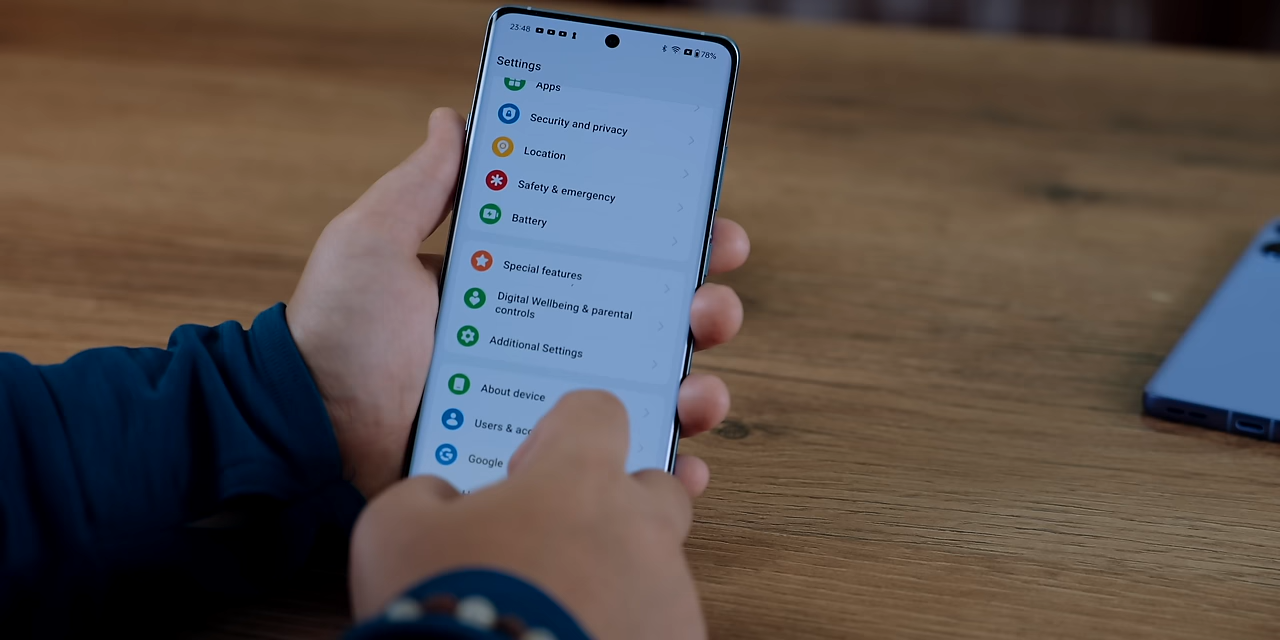 23:48 78%
Settings
Apps
Security and privacy
Location
Safety & emergency
Battery
Special features
Digital Wellbeing & parental
controls
Additional Settings
About device
Users &
Google